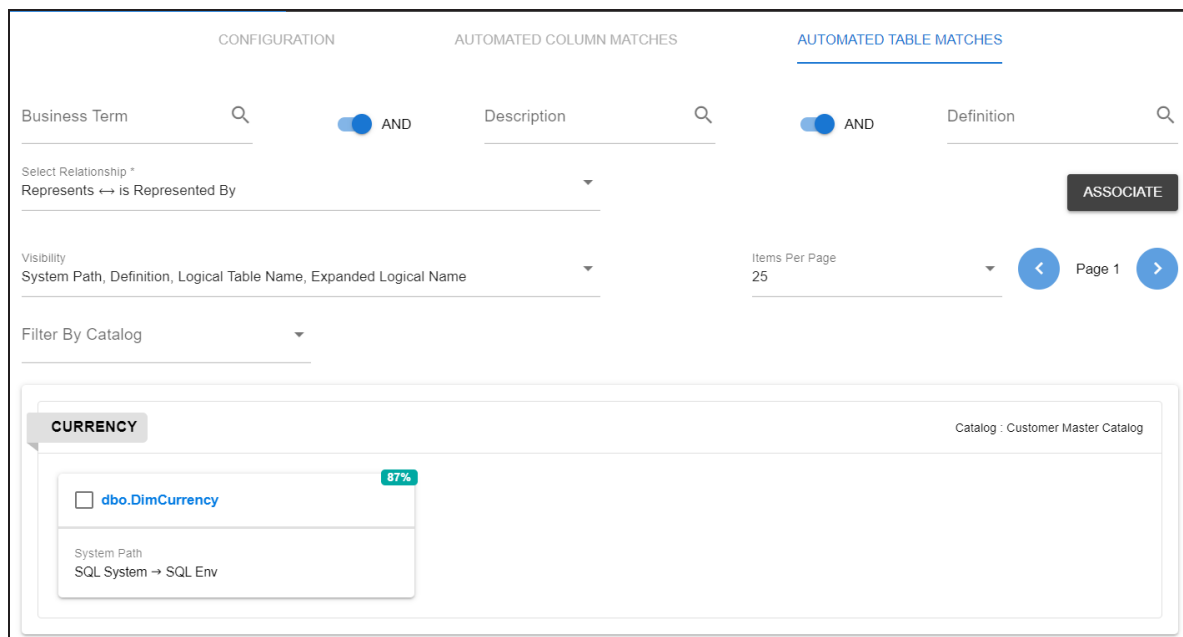 CONFIGURATION
AUTOMATED COLUMN MATCHES
AUTOMATED TABLE MATCHES
Business Term
AND
Description
AND
Definition
Select Relationship *
Represents ↔ is Represented By
ASSOCIATE
Visibility
System Path, Definition, Logical Table Name, Expanded Logical Name
Items Per Page
25
Page 1
Filter By Catalog
CURRENCY
Catalog : Customer Master Catalog
87%
dbo.DimCurrency
System Path
SQL System → SQL Env